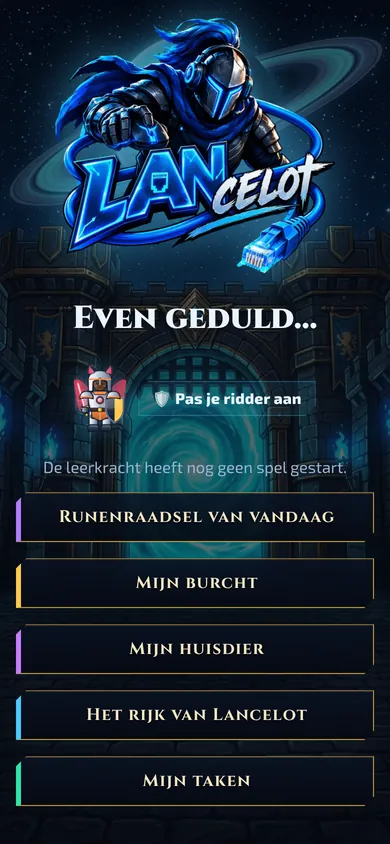 LANCELOT
Even geduld...
Pas je ridder aan
De leerkracht heeft nog geen spel gestart.
Runenraadsel van vandaag
Mijn burcht
Mijn huisdier
Het rijk van Lancelot
Mijn taken